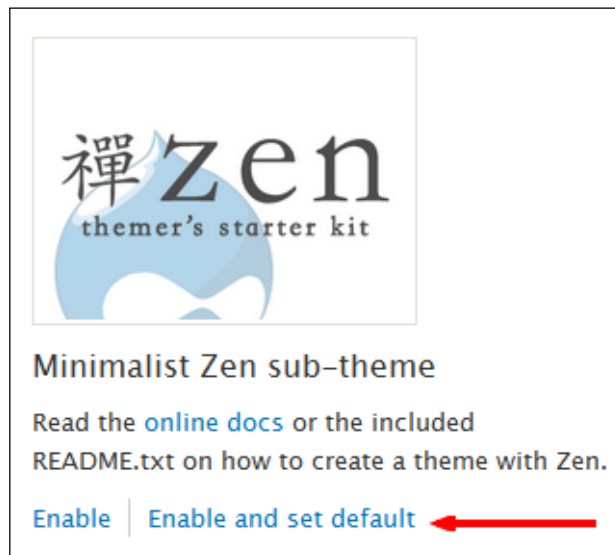 禪zen
themer's starter kit
Minimalist Zen sub-theme
Read the online docs or the included
README.txt on how to create a theme with Zen.
Enable Enable and set default